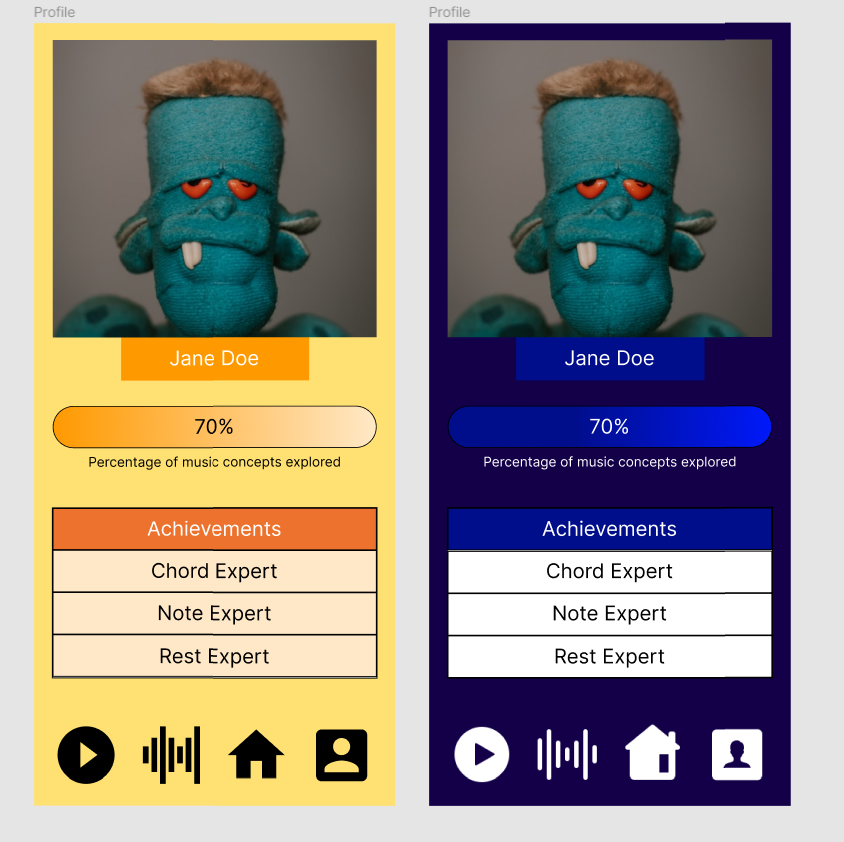 Profile
Jane Doe
70%
Percentage of music concepts explored
Achievements
Chord Expert
Note Expert
Rest Expert
Profile
Jane Doe
70%
Percentage of music concepts explored
Achievements
Chord Expert
Note Expert
Rest Expert